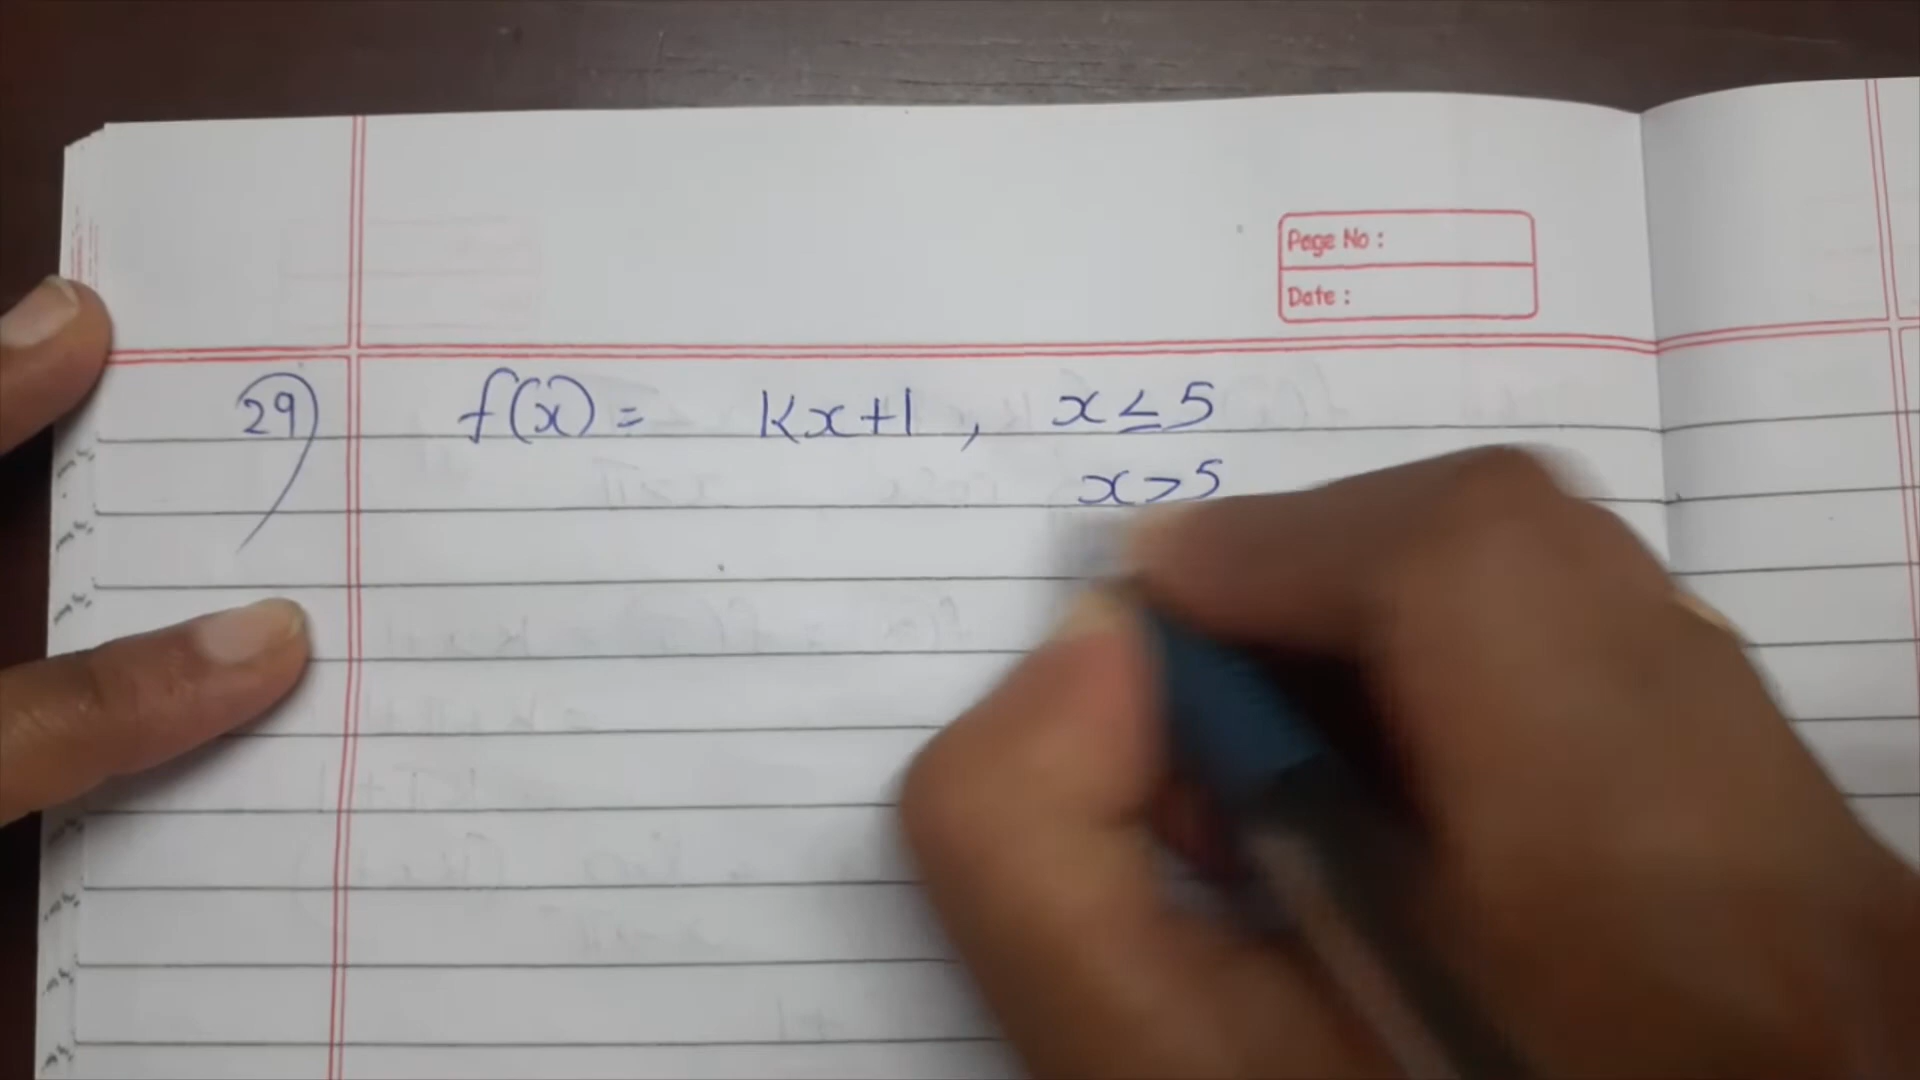 Page No :
Date :
29) f(x) = kx+1 , x ≤ 5
x > 5